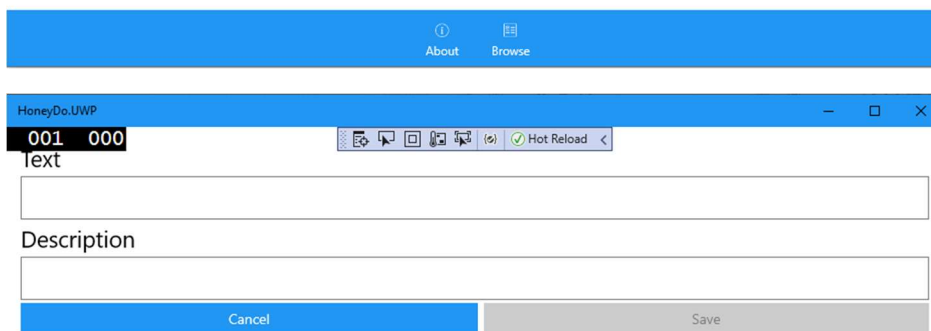 About Browse
HoneyDo.UWP
001 000 Hot Reload
Text
Description
Cancel Save